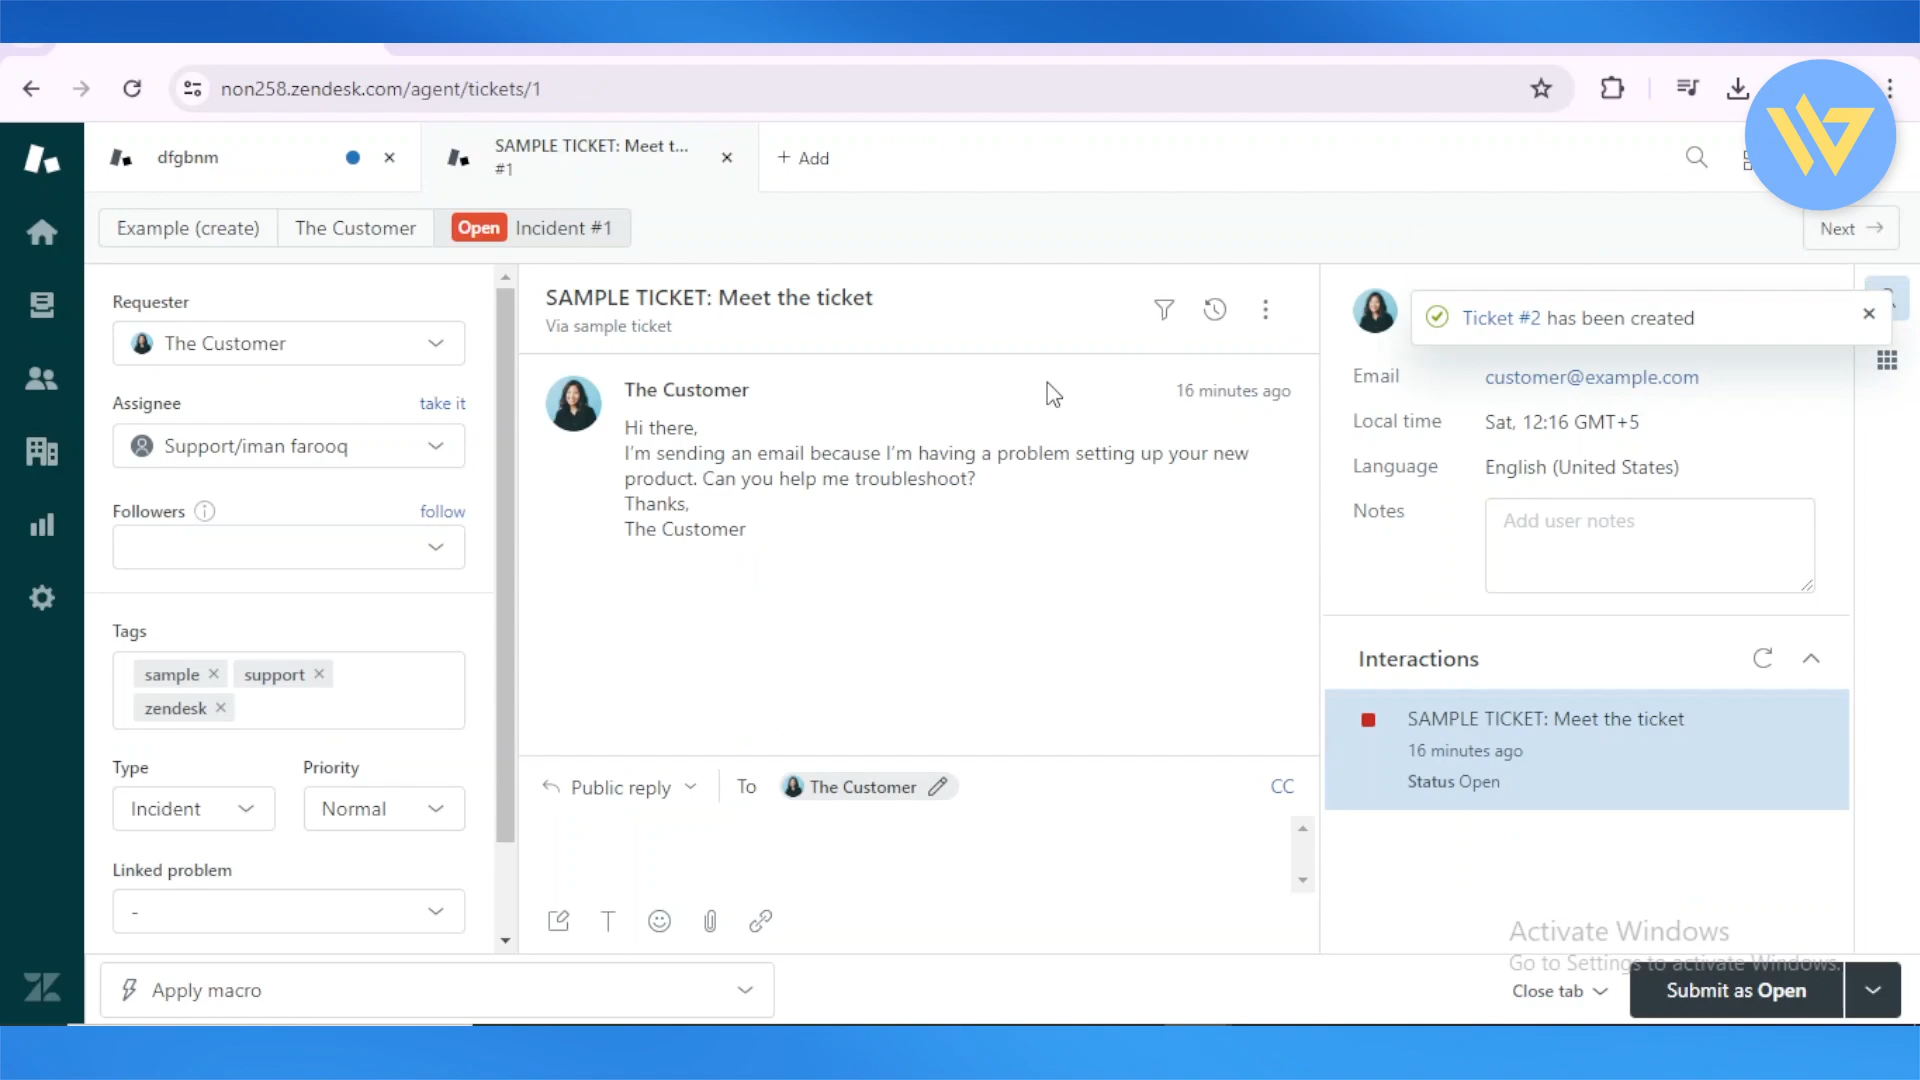 non258.zendesk.com/agent/tickets/1
dfgbnm
SAMPLE TICKET: Meet t...
#1
+ Add
Example (create)
The Customer
Open Incident #1
Next
Requester
The Customer
Assignee
take it
Support/iman farooq
Followers
follow
Tags
sample
support
zendesk
Type
Priority
Incident
Normal
Linked problem
-
Apply macro
SAMPLE TICKET: Meet the ticket
Via sample ticket
The Customer
16 minutes ago
Hi there,
I'm sending an email because I'm having a problem setting up your new
product. Can you help me troubleshoot?
Thanks,
The Customer
Public reply
To
The Customer
CC
Ticket #2 has been created
Email
customer@example.com
Local time
Sat, 12:16 GMT+5
Language
English (United States)
Notes
Add user notes
Interactions
SAMPLE TICKET: Meet the ticket
16 minutes ago
Status Open
Activate Windows
Go to Settings to activate Windows.
Close tab
Submit as Open